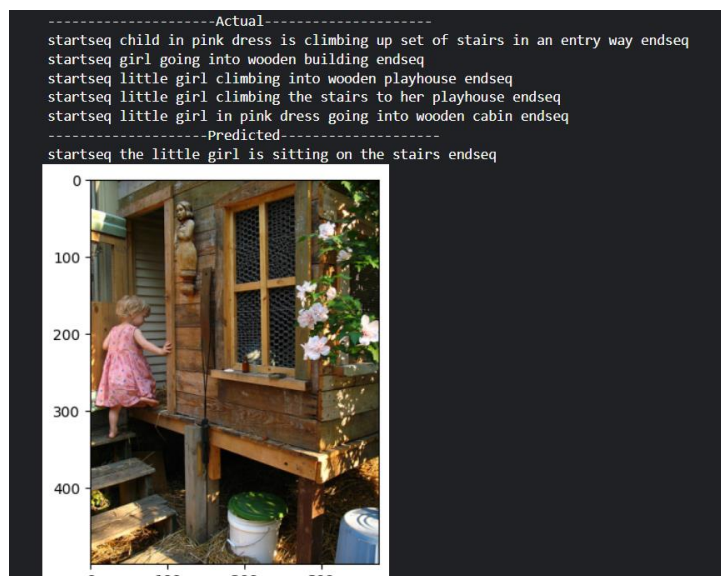 ---------------------Actual---------------------
startseq child in pink dress is climbing up set of stairs in an entry way endseq
startseq girl going into wooden building endseq
startseq little girl climbing into wooden playhouse endseq
startseq little girl climbing the stairs to her playhouse endseq
startseq little girl in pink dress going into wooden cabin endseq
--------------------Predicted--------------------
startseq the little girl is sitting on the stairs endseq
0
100
200
300
400